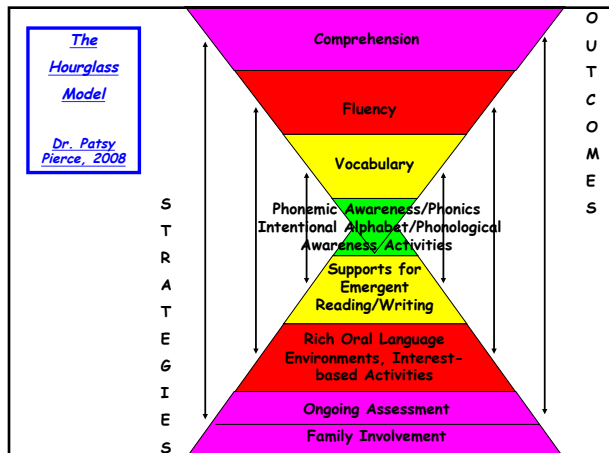 The
Hourglass
Model
Dr. Patsy
Pierce, 2008
Comprehension
Fluency
Vocabulary
Phonemic Awareness/Phonics
Intentional Alphabet/Phonological
Awareness Activities
Supports for
Emergent
Reading/Writing
Rich Oral Language
Environments, Interest-
based Activities
Ongoing Assessment
Family Involvement
S
T
R
A
T
E
G
I
E
S
O
U
T
C
O
M
E
S